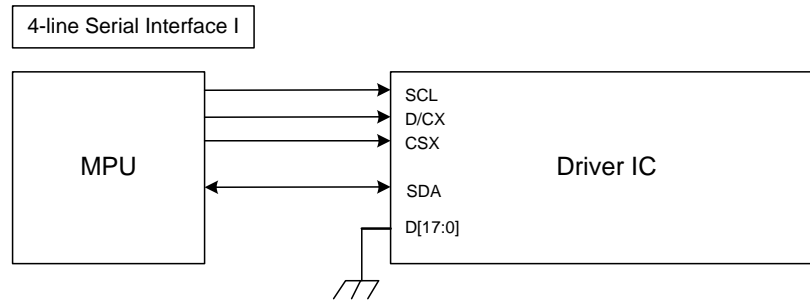 4-line Serial Interface I
MPU
SCL
D/CX
CSX
SDA
D[17:0]
Driver IC